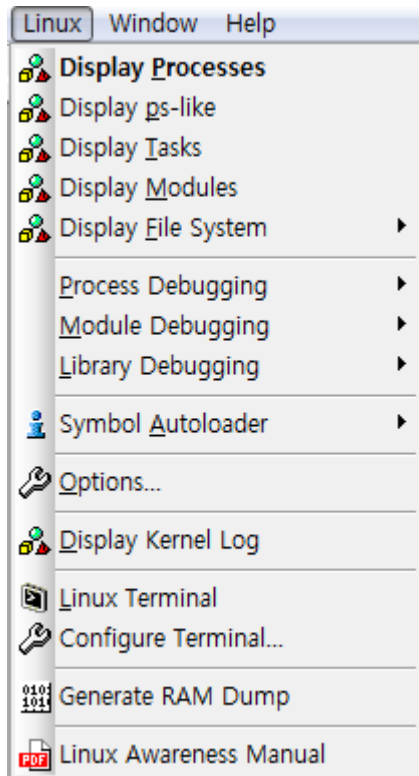 Linux Window Help
Display Processes
Display ps-like
Display Tasks
Display Modules
Display File System
Process Debugging
Module Debugging
Library Debugging
Symbol Autoloader
Options...
Display Kernel Log
Linux Terminal
Configure Terminal...
0101
1010
Generate RAM Dump
PDF Linux Awareness Manual